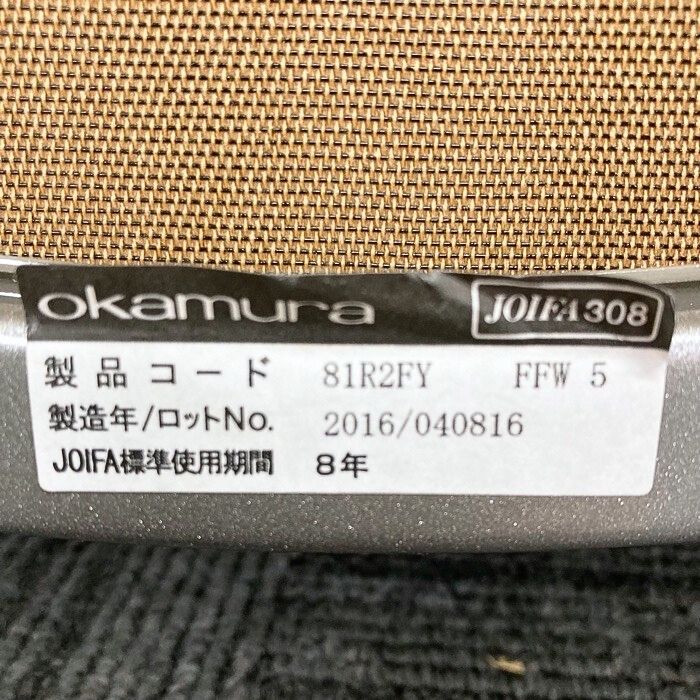 okamura JOIFA308
製品コード 81R2FY FFW 5
製造年/ロットNo. 2016/040816
JOIFA標準使用期間 8年